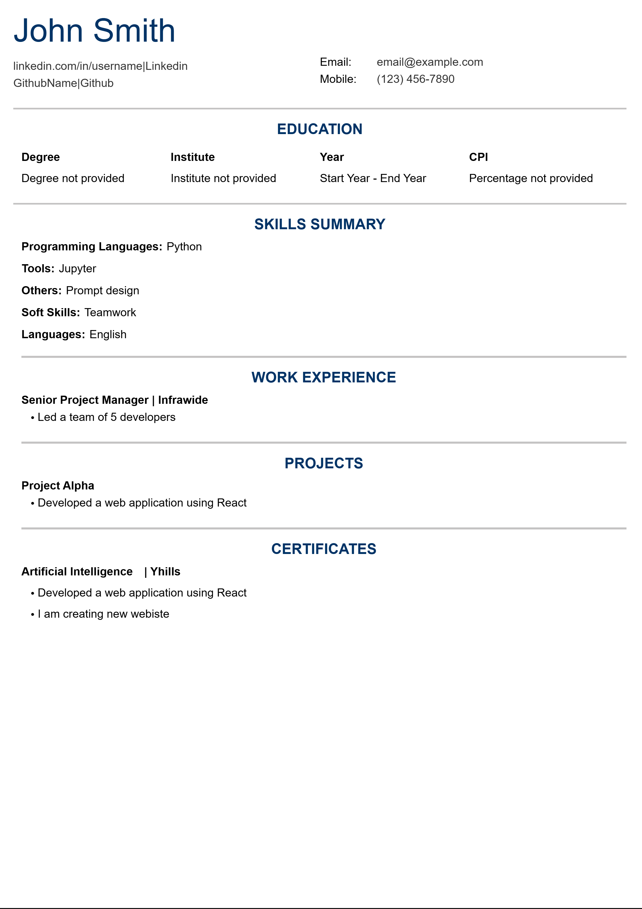 John Smith
linkedin.com/in/username|Linkedin
GithubName|Github
Email: email@example.com
Mobile: (123) 456-7890
EDUCATION
Degree Institute Year CPI
Degree not provided Institute not provided Start Year - End Year Percentage not provided
SKILLS SUMMARY
Programming Languages: Python
Tools: Jupyter
Others: Prompt design
Soft Skills: Teamwork
Languages: English
WORK EXPERIENCE
Senior Project Manager | Infrawide
• Led a team of 5 developers
PROJECTS
Project Alpha
• Developed a web application using React
CERTIFICATES
Artificial Intelligence | Yhills
• Developed a web application using React
• I am creating new webiste